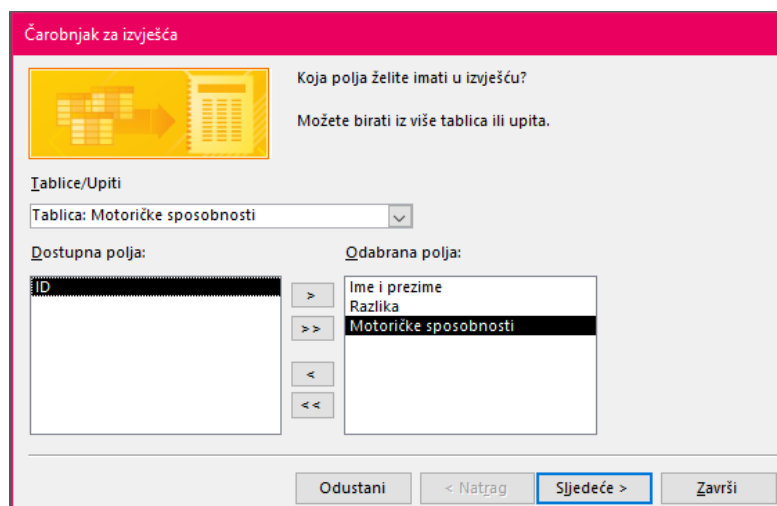 Čarobnjak za izvješća
Koja polja želite imati u izvješću?
Možete birati iz više tablica ili upita.
Tablice/Upiti
Tablica: Motoričke sposobnosti
Dostupna polja:
Odabrana polja:
ID
>
>>
<
<<
Ime i prezime
Razlika
Motoričke sposobnosti
Odustani
< Natrag
Sljedeće >
Završi